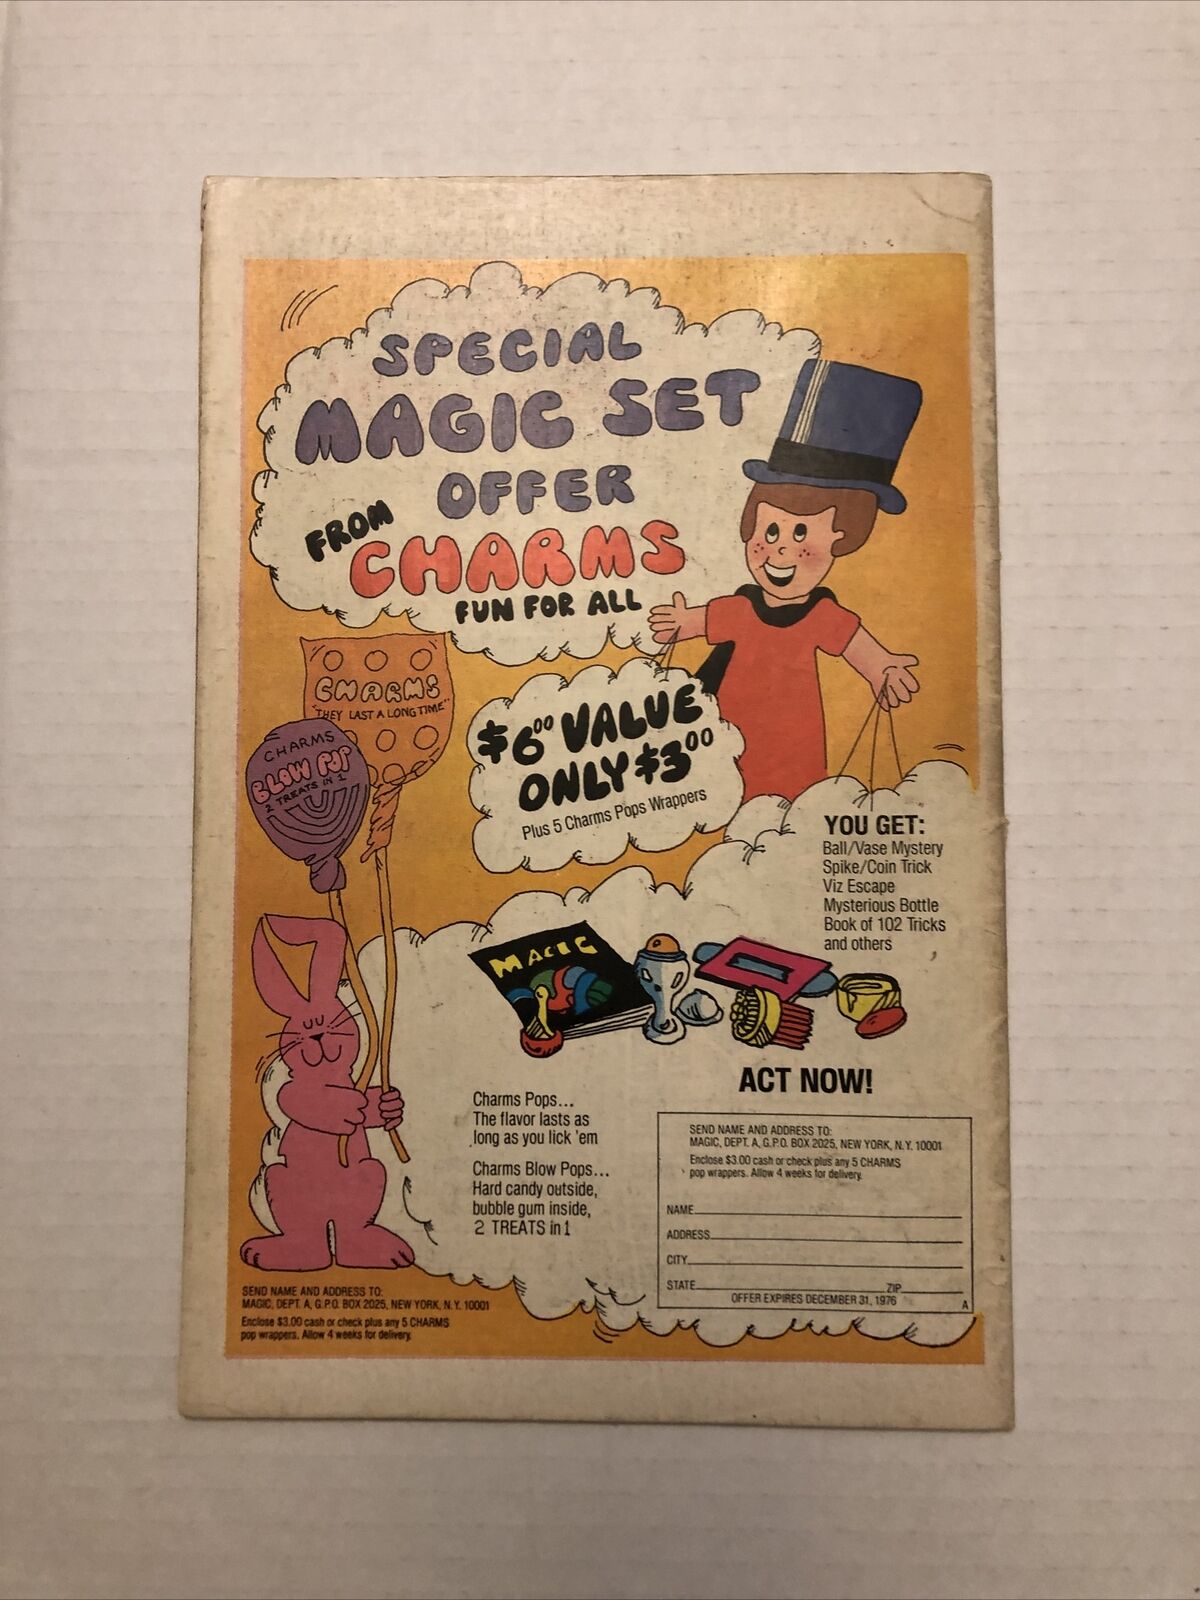 SPECIAL
MAGIC SET
OFFER
FROM
CHARMS
FUN FOR ALL
CHARMS
"THEY LAST A LONG TIME"
CHARMS
BLOW POP
2 TREATS IN 1
$6.00 VALUE
ONLY $3.00
Plus 5 Charms Pops Wrappers
YOU GET:
Ball/Vase Mystery
Spike/Coin Trick
Viz Escape
Mysterious Bottle
Book of 102 Tricks
and others
MAGIC
ACT NOW!
Charms Pops...
The flavor lasts as
long as you lick 'em
Charms Blow Pops...
Hard candy outside,
bubble gum inside,
2 TREATS in 1
SEND NAME AND ADDRESS TO:
MAGIC, DEPT. A, G.P.O. BOX 2025, NEW YORK, N.Y. 10001
Enclose $3.00 cash or check plus any 5 CHARMS
pop wrappers. Allow 4 weeks for delivery.
NAME
ADDRESS
CITY
STATE ZIP
OFFER EXPIRES DECEMBER 31, 1976
A
SEND NAME AND ADDRESS TO:
MAGIC, DEPT. A, G.P.O. BOX 2025, NEW YORK, N.Y. 10001
Enclose $3.00 cash or check plus any 5 CHARMS
pop wrappers. Allow 4 weeks for delivery.